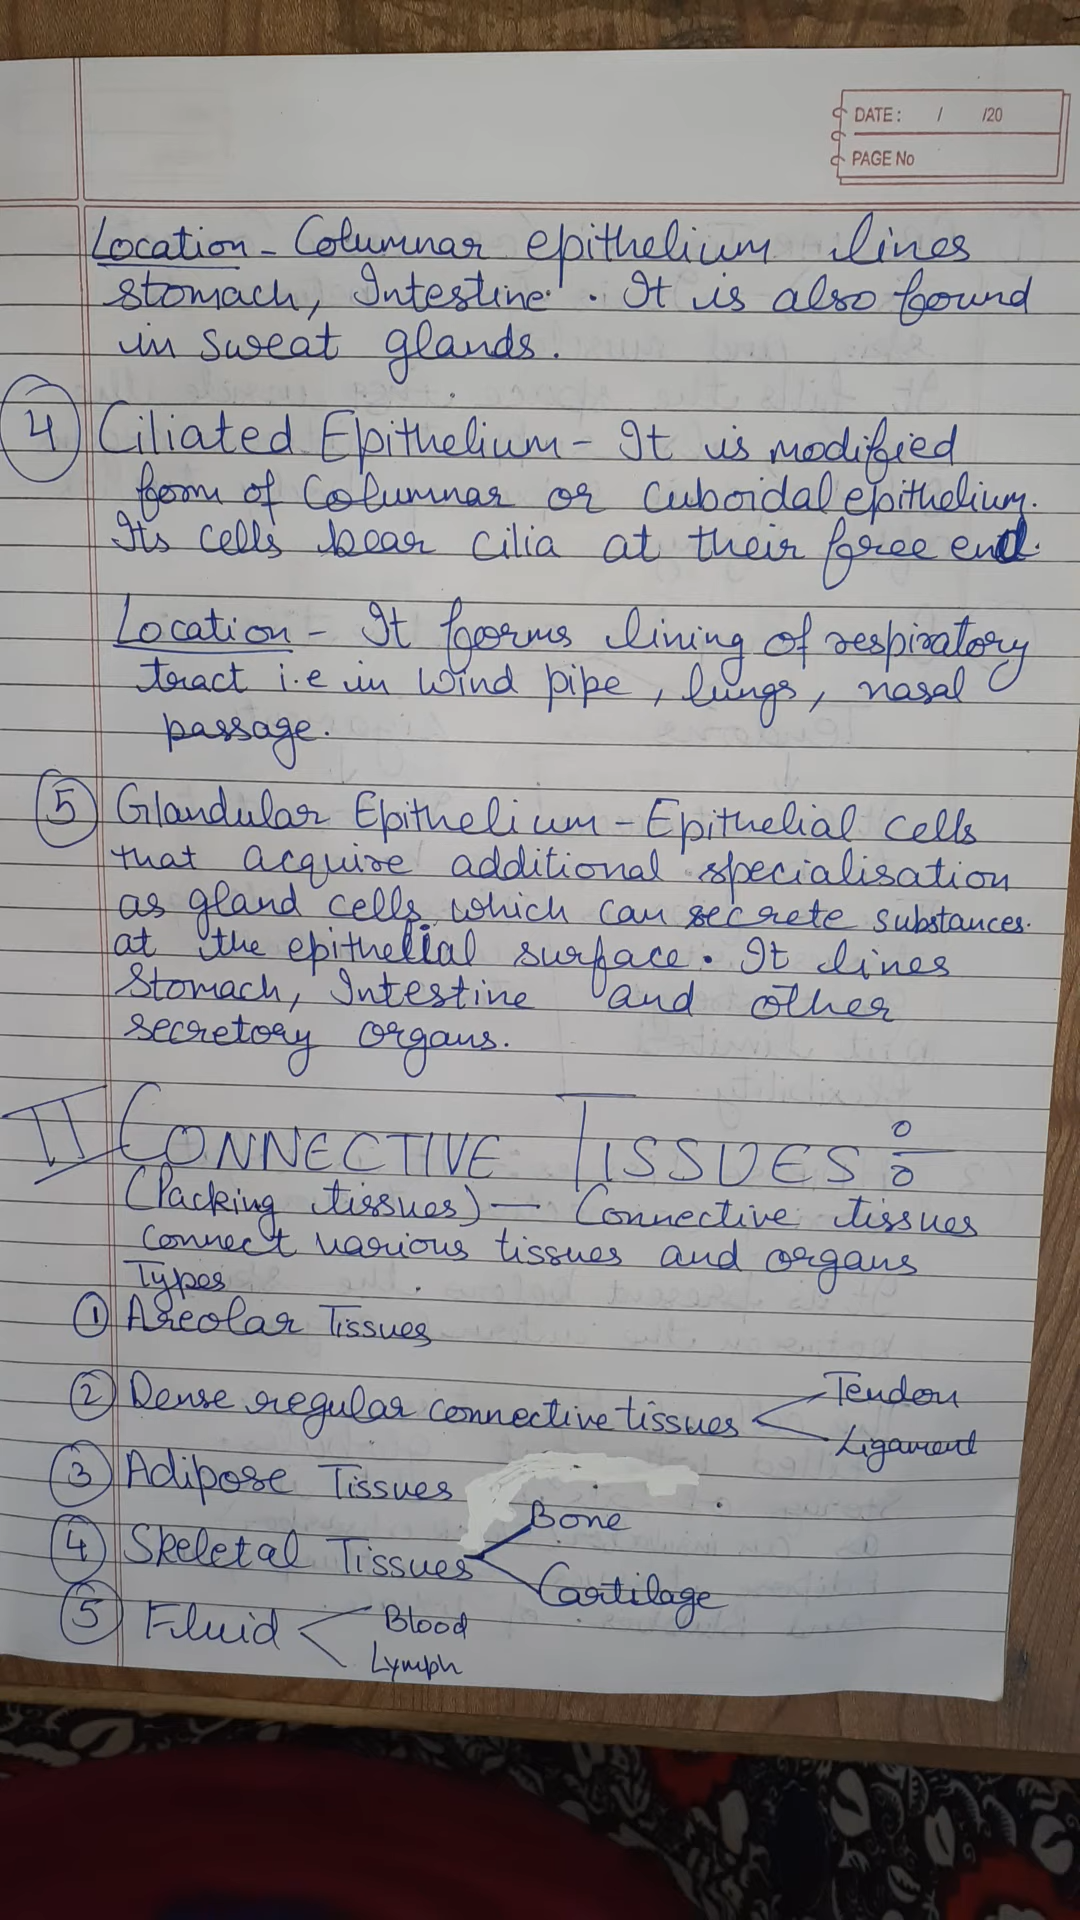 DATE: / /20
PAGE No
Location - Columnar epithelium lines
stomach, Intestine. It is also found
in sweat glands.
4 Ciliated Epithelium - It is modified
form of Columnar or cuboidal epithelium.
Its cells bear cilia at their free end.
Location - It forms lining of respiratory
tract i.e in wind pipe, lungs, nasal
passage.
5 Glandular Epithelium - Epithelial cells
that acquire additional specialisation
as gland cells, which can secrete substances.
at the epithelial surface. It lines
Stomach, Intestine and other
secretory organs.
II CONNECTIVE TISSUES :
(Packing tissues) - Connective tissues
connect various tissues and organs
Types
1 Areolar Tissues
2 Dense regular connective tissues < Tendon
Ligament
3 Adipose Tissues
4 Skeletal Tissues < Bone
Cartilage
5 Fluid < Blood
Lymph